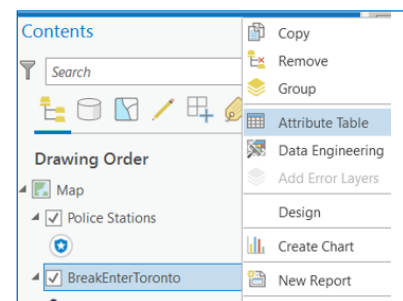 Contents
Search
Drawing Order
Map
Police Stations
BreakEnterToronto
Copy
Remove
Group
Attribute Table
Data Engineering
Add Error Layers
Design
Create Chart
New Report